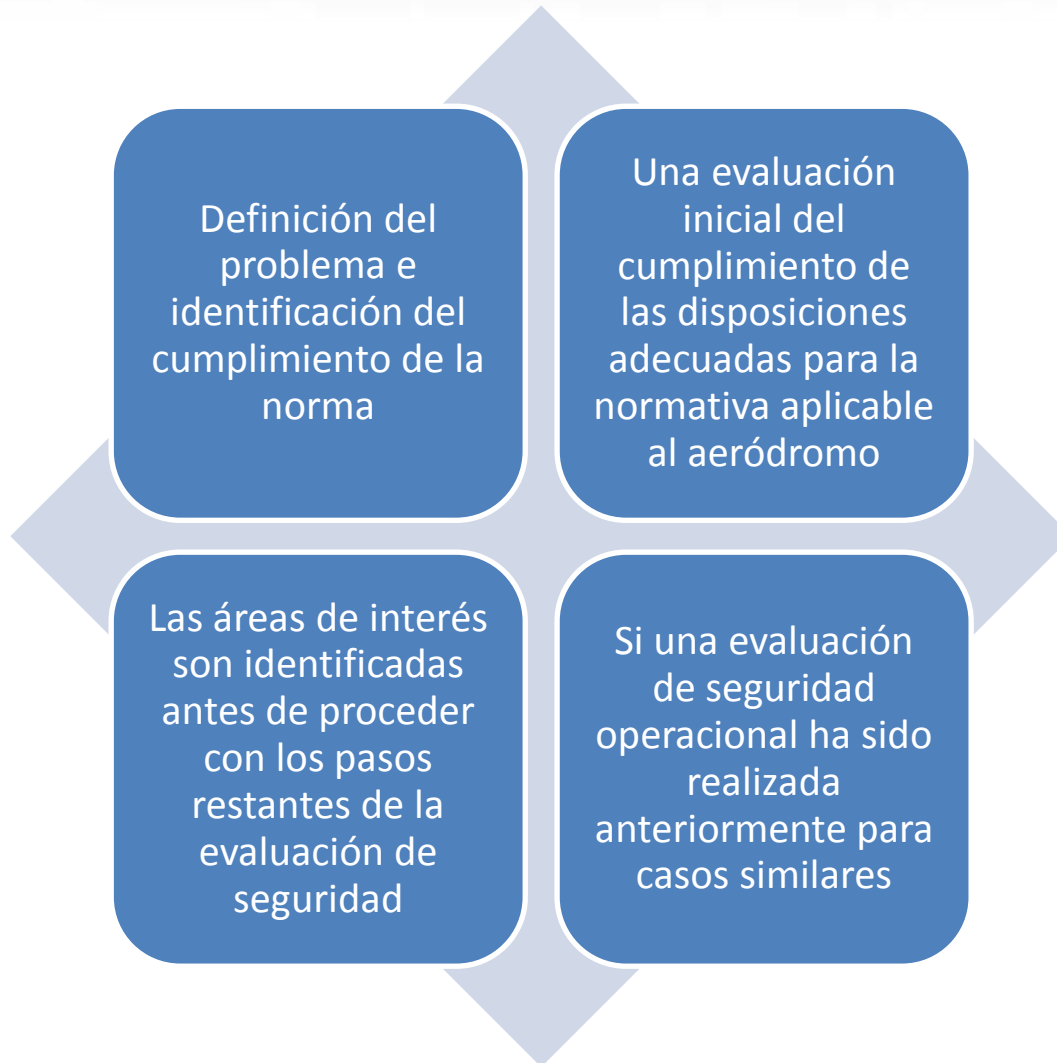 Definición del
problema e
identificación del
cumplimiento de la
norma
Una evaluación
inicial del
cumplimiento de
las disposiciones
adecuadas para la
normativa aplicable
al aeródromo
Las áreas de interés
son identificadas
antes de proceder
con los pasos
restantes de la
evaluación de
seguridad
Si una evaluación
de seguridad
operacional ha sido
realizada
anteriormente para
casos similares